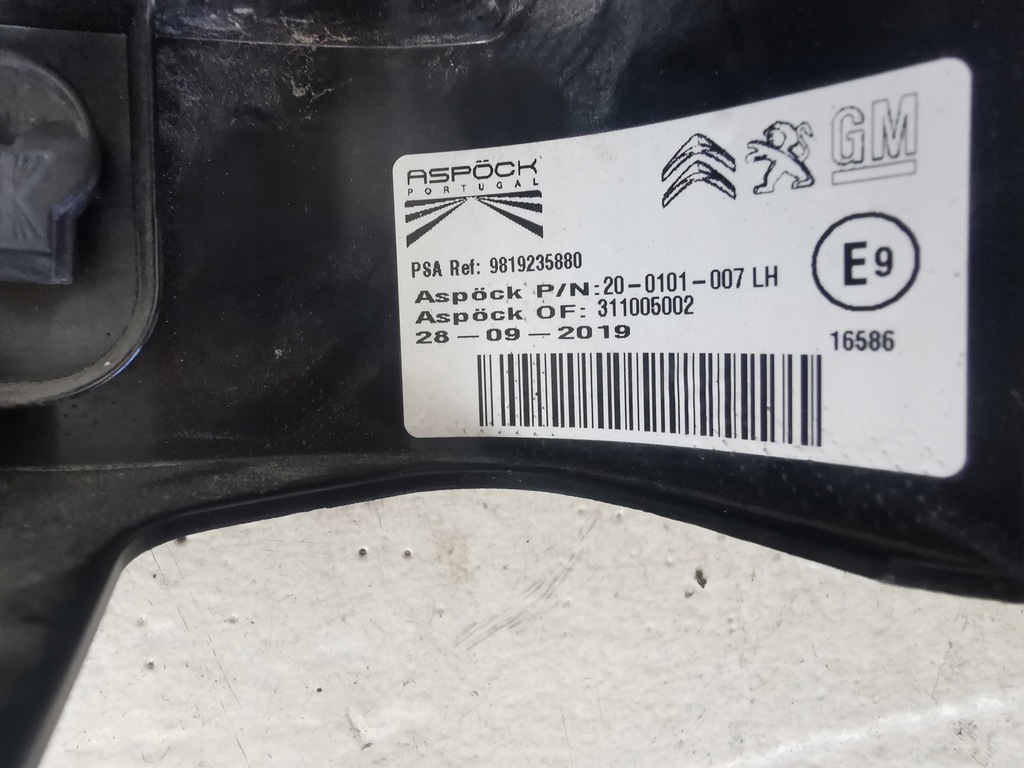 ASPÖCK
PORTUGAL
GM
PSA Ref: 9819235880
Aspöck P/N:20-0101-007 LH
Aspöck OF: 311005002
28-09-2019
E9
16586
K